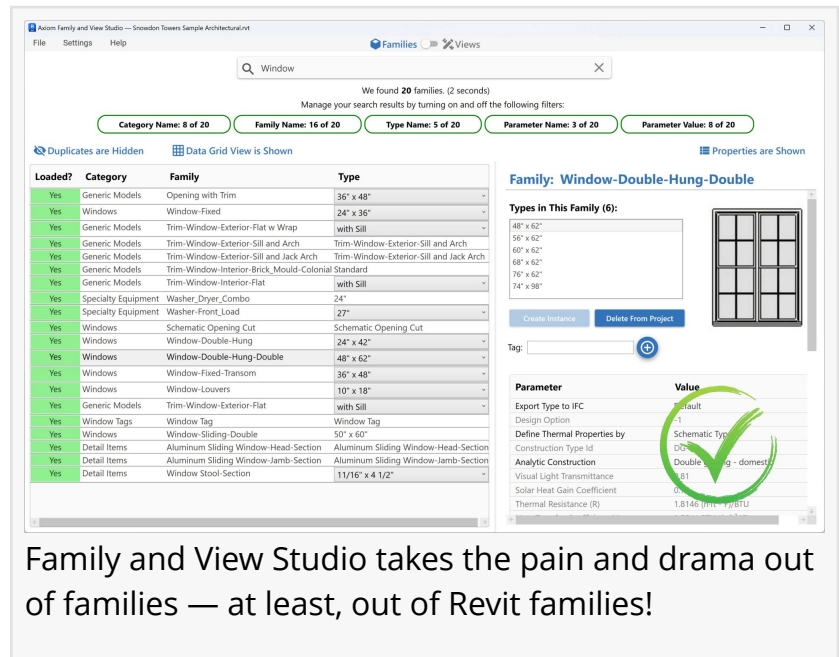 Axiom Family and View Studio --- Snowdon Towers Sample Architectural.rvt
File Settings Help
Families Views
Window
We found 20 families. (2 seconds)
Manage your search results by turning on and off the following filters:
Category Name: 8 of 20 Family Name: 16 of 20 Type Name: 5 of 20 Parameter Name: 3 of 20 Parameter Value: 8 of 20
Duplicates are Hidden Data Grid View is Shown Properties are Shown
Loaded? Category Family Type
Yes Generic Models Opening with Trim 36" x 48"
Yes Windows Window-Fixed 24" x 36"
Yes Generic Models Trim-Window-Exterior-Flat w Wrap with Sill
Yes Generic Models Trim-Window-Exterior-Sill and Arch Trim-Window-Exterior-Sill and Arch
Yes Generic Models Trim-Window-Exterior-Sill and Jack Arch Trim-Window-Exterior-Sill and Jack Arch
Yes Generic Models Trim-Window-Interior-Brick_Mould-Colonial Standard
Yes Generic Models Trim-Window-Interior-Flat with Sill
Yes Specialty Equipment Washer_Dryer_Combo 24"
Yes Specialty Equipment Washer-Front_Load 27"
Yes Windows Schematic Opening Cut Schematic Opening Cut
Yes Windows Window-Double-Hung 24" x 42"
Yes Windows Window-Double-Hung-Double 48" x 62"
Yes Windows Window-Fixed-Transom 36" x 48"
Yes Windows Window-Louvers 10" x 18"
Yes Generic Models Trim-Window-Exterior-Flat with Sill
Yes Window Tags Window Tag Window Tag
Yes Windows Window-Sliding-Double 50" x 60"
Yes Detail Items Aluminum Sliding Window-Head-Section Aluminum Sliding Window-Head-Section
Yes Detail Items Aluminum Sliding Window-Jamb-Section Aluminum Sliding Window-Jamb-Section
Yes Detail Items Window Stool-Section 11/16" x 4 1/2"
Family: Window-Double-Hung-Double
Types in This Family (6):
48" x 62"
56" x 62"
60" x 62"
68" x 62"
76" x 62"
74" x 98"
Create Instance Delete From Project
Tag:
Parameter Value
Export Type to IFC Default
Design Option -1
Define Thermal Properties by Schematic Type
Construction Type Id
Analytic Construction Double glazing - domestic
Visual Light Transmittance
Solar Heat Gain Coefficient
Thermal Resistance (R) 1.8146
Family and View Studio takes the pain and drama out
of families — at least, out of Revit families!